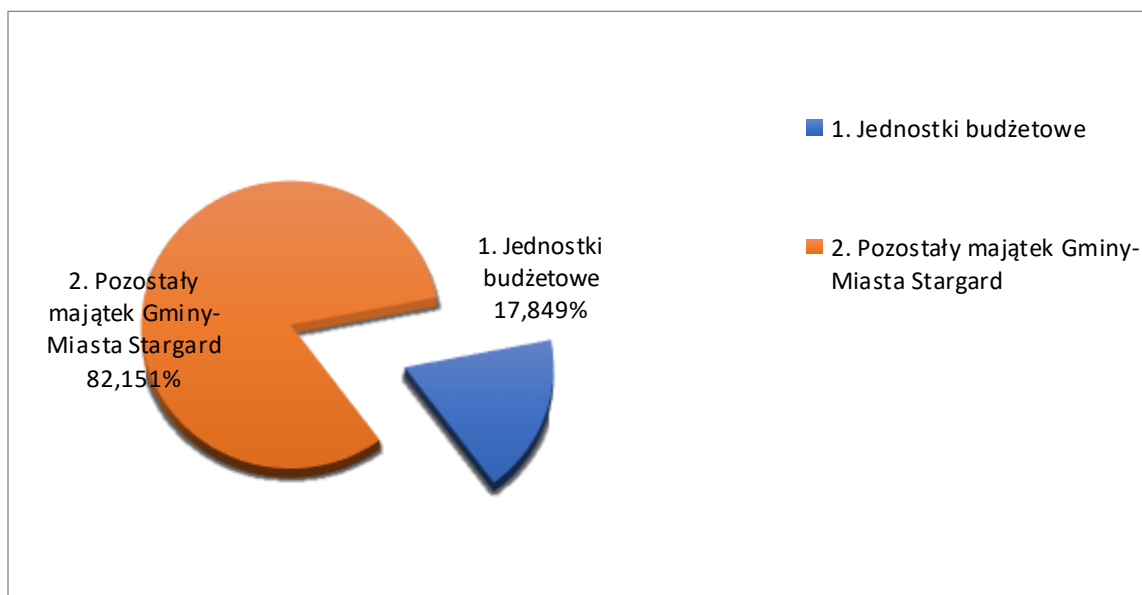 2. Pozostały
majątek Gminy-
Miasta Stargard
82,151%
1. Jednostki
budżetowe
17,849%
1. Jednostki budżetowe
2. Pozostały majątek Gminy-
Miasta Stargard